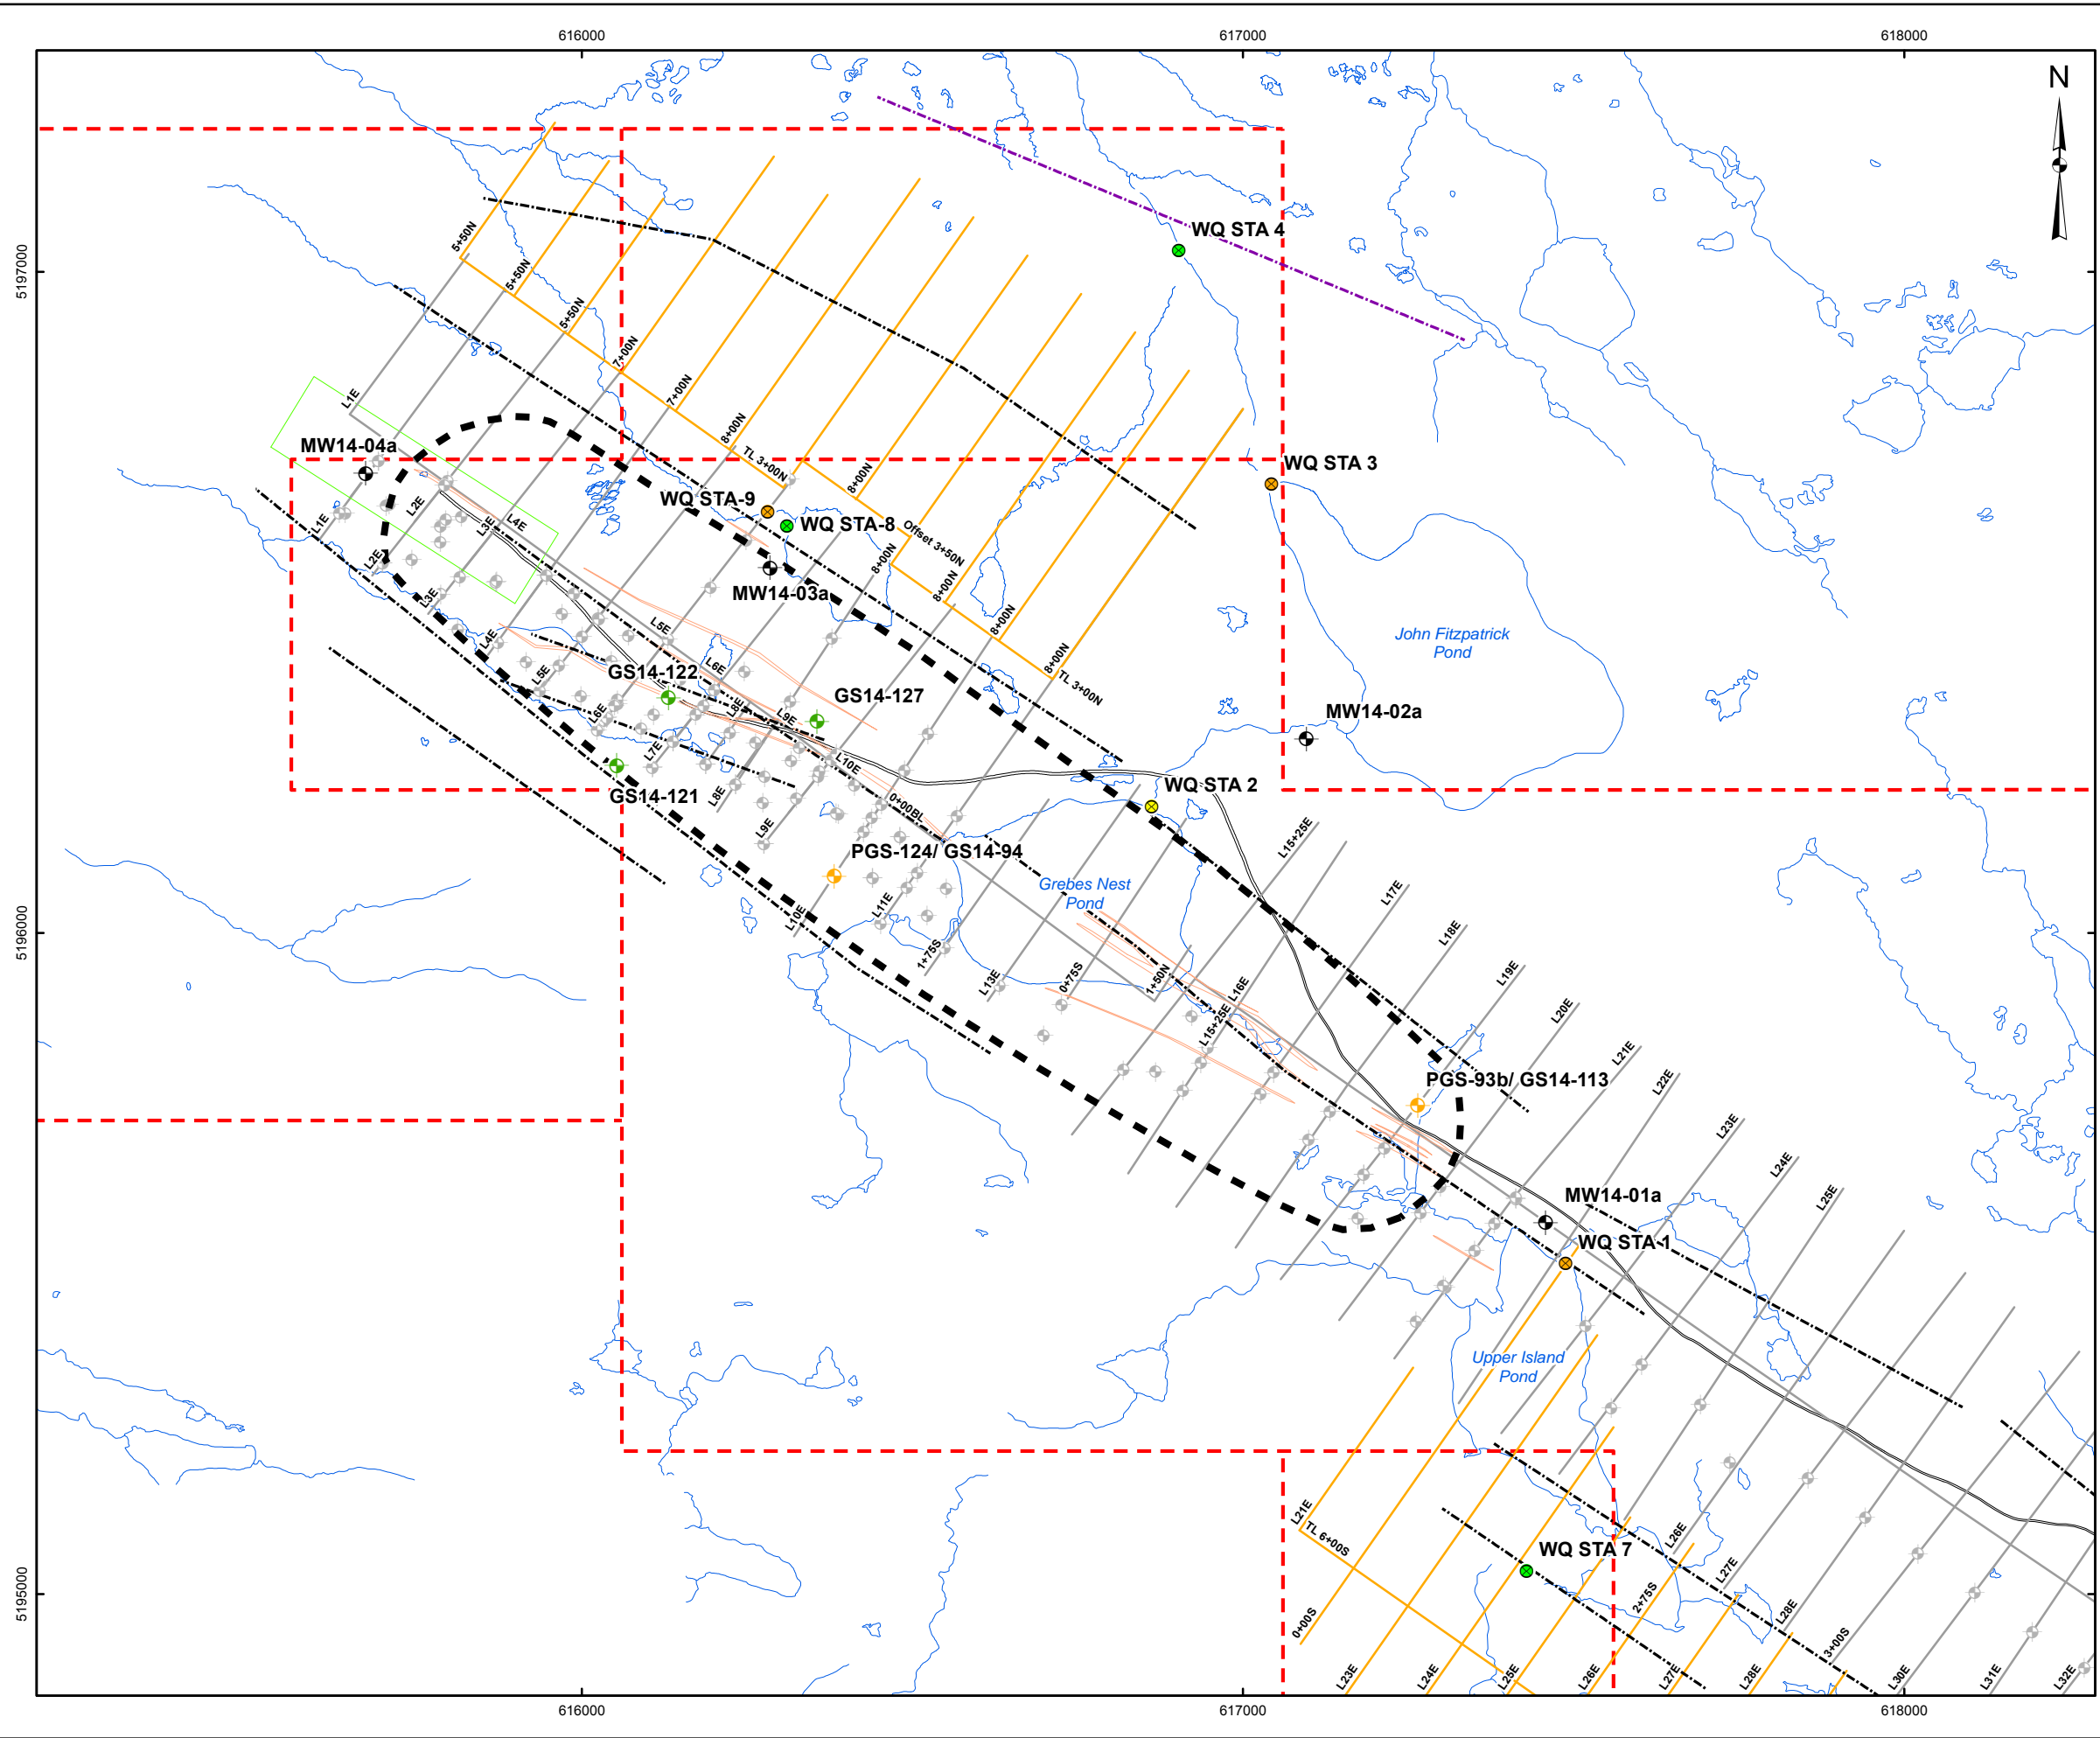 616000
617000
618000
N
5197000
5196000
5195000
WQ STA 4
5+50N
5+50N
5+50N
7+00N
7+00N
8+00N
TL 3+00N
8+00N
Offset 3+50N
8+00N
8+00N
8+00N
8+00N
TL 3+00N
L1E
MW14-04a
WQ STA 3
WQ STA-9
WQ STA-8
L1E
L2E
L3E
L4E
L2E
L3E
MW14-03a
L4E
L5E
L5E
L6E
GS14-122
GS14-127
John Fitzpatrick
Pond
MW14-02a
L6E
L7E
L8E
L9E
L10E
GS14-121
L8E
L9E
0+00BL
WQ STA 2
L15+25E
PGS-124/ GS14-94
Grebes Nest
Pond
L10E
L11E
1+75S
L13E
0+75S
1+50N
L16E
L15+25E
L17E
L18E
L19E
L20E
L21E
L22E
L23E
L24E
L25E
PGS-93b/ GS14-113
MW14-01a
WQ STA 1
Upper Island
Pond
L21E
TL 6+00S
WQ STA 7
0+00S
L26E
L27E
2+75S
L28E
3+00S
L23E
L24E
L25E
L26E
L27E
L28E
L30E
L31E
L32E
616000
617000
618000